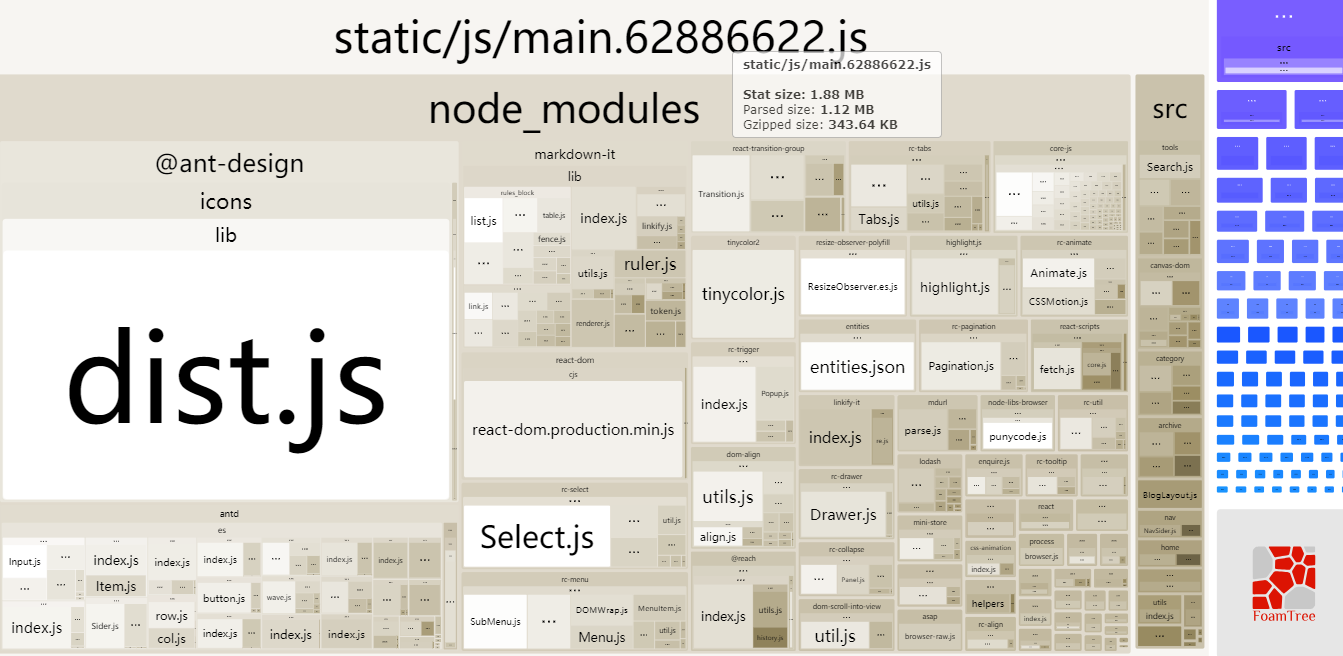 static/js/main.62886622.js
static/js/main.62886622.js
Stat size: 1.88 MB
Parsed size: 1.12 MB
Gzipped size: 343.64 KB
node_modules
@ant-design
icons
lib
dist.js
antd
es
Input.js
index.js
index.js
index.js
index.js
index.js
Item.js
button.js
wave.js
index.js
Sider.js
row.js
col.js
index.js
index.js
index.js
markdown-it
lib
rules_block
list.js
table.js
fence.js
index.js
linkify.js
utils.js
ruler.js
link.js
renderer.js
token.js
react-dom
cjs
react-dom.production.min.js
rc-select
Select.js
util.js
rc-menu
SubMenu.js
DOMWrap.js
Menu.js
MenuItem.js
util.js
react-transition-group
Transition.js
rc-tabs
Tabs.js
utils.js
core-js
tinycolor2
tinycolor.js
resize-observer-polyfill
ResizeObserver.es.js
highlight.js
highlight.js
rc-animate
Animate.js
CSSMotion.js
entities
entities.json
rc-pagination
Pagination.js
react-scripts
fetch.js
core.js
rc-trigger
index.js
Popup.js
linkify-it
index.js
re.js
mdurl
parse.js
node-libs-browser
punycode.js
rc-util
dom-align
utils.js
align.js
rc-drawer
Drawer.js
lodash
enquire.js
rc-tooltip
mini-store
react
css-animation
index.js
process
browser.js
@reach
index.js
utils.js
history.js
rc-collapse
Panel.js
dom-scroll-into-view
util.js
asap
browser-raw.js
helpers
rc-align
index.js
src
tools
Search.js
canvas-dom
category
archive
BlogLayout.js
nav
NavSider.js
home
utils
index.js
src
FoamTree